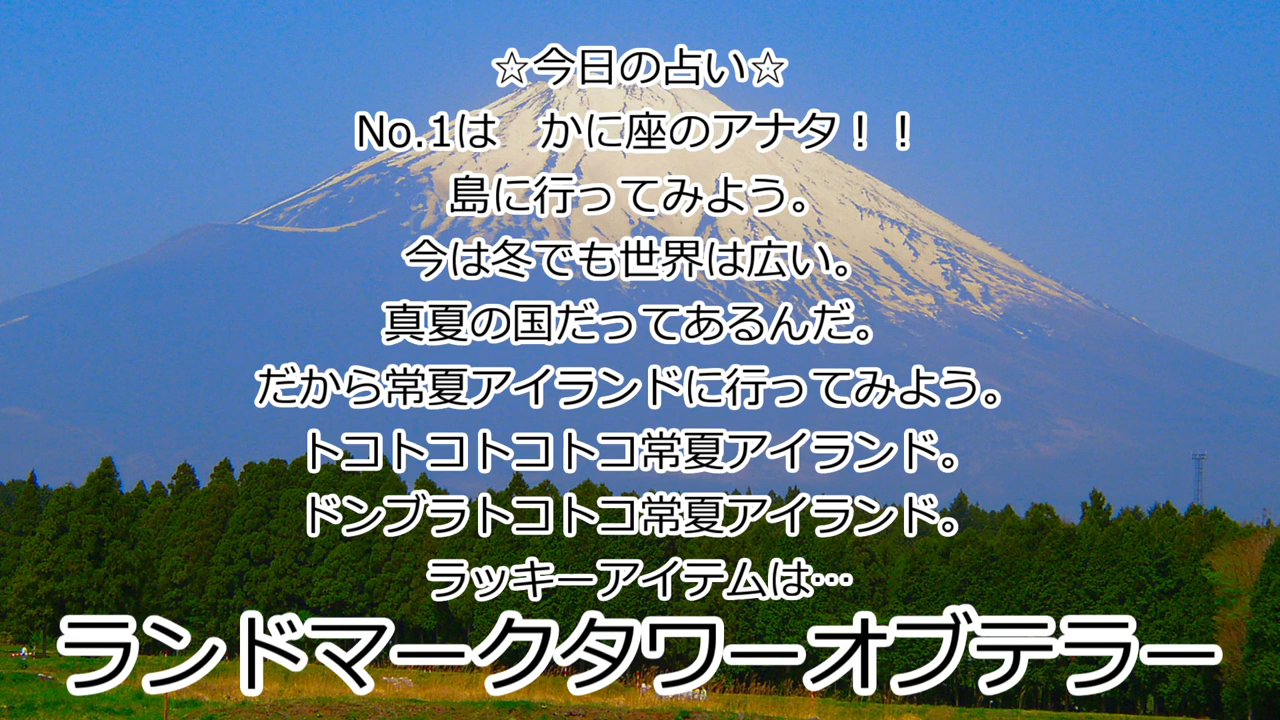 ☆今日の占い☆
No.1は　かに座のアナタ！！
島に行ってみよう。
今は冬でも世界は広い。
真夏の国だってあるんだ。
だから常夏アイランドに行ってみよう。
トコトコトコトコ常夏アイランド。
ドンブラトコトコ常夏アイランド。
ラッキーアイテムは…
ランドマークタワーオブテラー